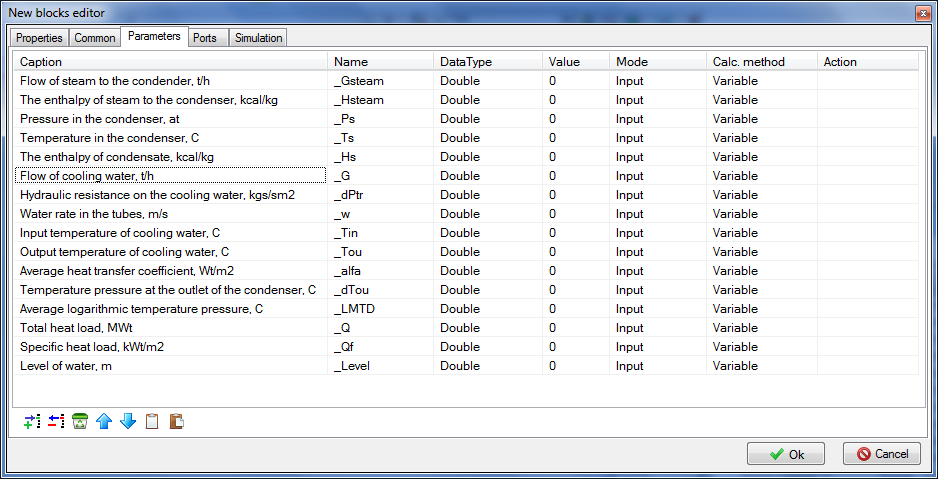 New blocks editor
Properties Common Parameters Ports Simulation
Caption Name DataType Value Mode Calc. method Action
Flow of steam to the condender, t/h _Gsteam Double 0 Input Variable
The enthalpy of steam to the condenser, kcal/kg _Hsteam Double 0 Input Variable
Pressure in the condenser, at _Ps Double 0 Input Variable
Temperature in the condenser, C _Ts Double 0 Input Variable
The enthalpy of condensate, kcal/kg _Hs Double 0 Input Variable
Flow of cooling water, t/h _G Double 0 Input Variable
Hydraulic resistance on the cooling water, kgs/sm2 _dPtr Double 0 Input Variable
Water rate in the tubes, m/s _w Double 0 Input Variable
Input temperature of cooling water, C _Tin Double 0 Input Variable
Output temperature of cooling water, C _Tou Double 0 Input Variable
Average heat transfer coefficient, Wt/m2 _alfa Double 0 Input Variable
Temperature pressure at the outlet of the condenser, C _dTou Double 0 Input Variable
Average logarithmic temperature pressure, C _LMTD Double 0 Input Variable
Total heat load, MWt _Q Double 0 Input Variable
Specific heat load, kWt/m2 _Qf Double 0 Input Variable
Level of water, m _Level Double 0 Input Variable
Ok Cancel